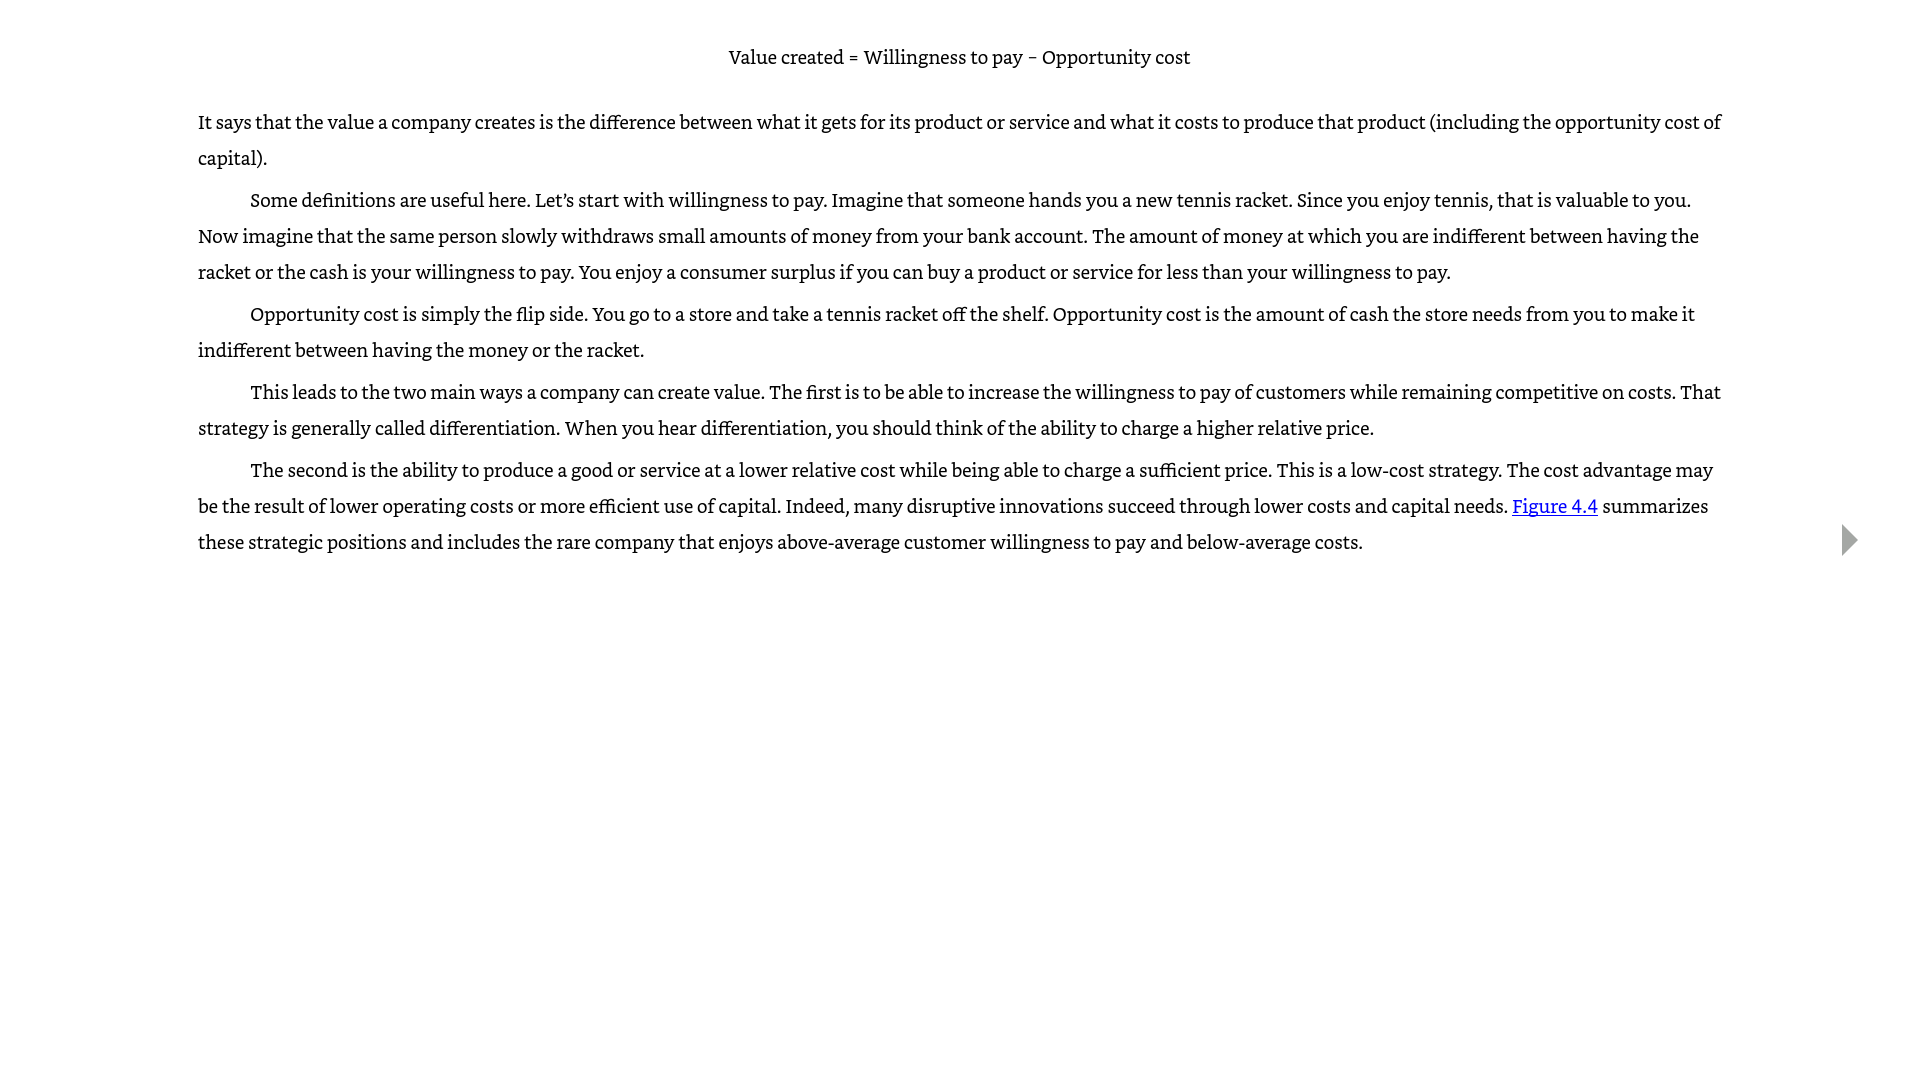 Value created = Willingness to pay – Opportunity cost
It says that the value a company creates is the difference between what it gets for its product or service and what it costs to produce that product (including the opportunity cost of
capital).
Some definitions are useful here. Let’s start with willingness to pay. Imagine that someone hands you a new tennis racket. Since you enjoy tennis, that is valuable to you.
Now imagine that the same person slowly withdraws small amounts of money from your bank account. The amount of money at which you are indifferent between having the
racket or the cash is your willingness to pay. You enjoy a consumer surplus if you can buy a product or service for less than your willingness to pay.
Opportunity cost is simply the flip side. You go to a store and take a tennis racket off the shelf. Opportunity cost is the amount of cash the store needs from you to make it
indifferent between having the money or the racket.
This leads to the two main ways a company can create value. The first is to be able to increase the willingness to pay of customers while remaining competitive on costs. That
strategy is generally called differentiation. When you hear differentiation, you should think of the ability to charge a higher relative price.
The second is the ability to produce a good or service at a lower relative cost while being able to charge a sufficient price. This is a low-cost strategy. The cost advantage may
be the result of lower operating costs or more efficient use of capital. Indeed, many disruptive innovations succeed through lower costs and capital needs. Figure 4.4 summarizes
these strategic positions and includes the rare company that enjoys above-average customer willingness to pay and below-average costs.